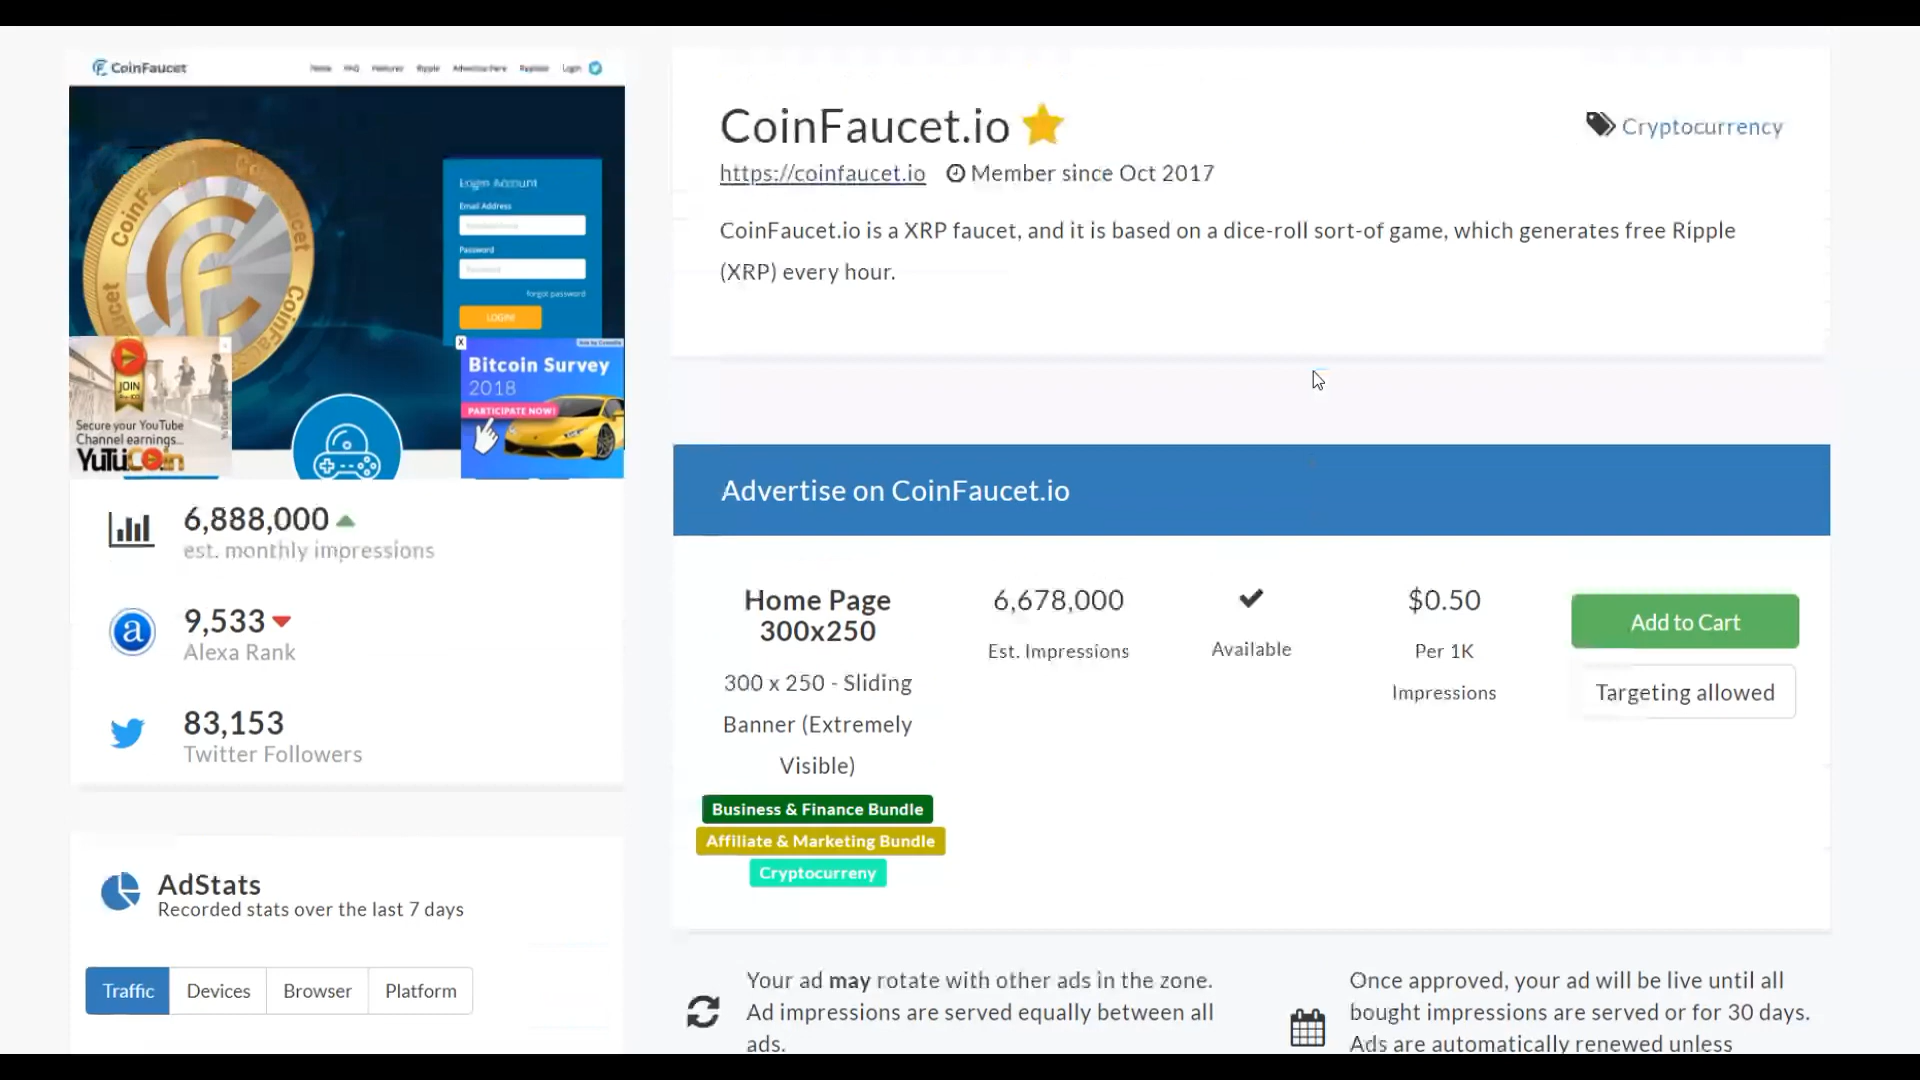 CoinFaucet
Home FAQ Features Ripple Advertise Here Register Login
Login Account
Email Address
Password
Password
forgot password
LOGIN!
CoinFaucet
JOIN
Secure your YouTube
Channel earnings...
YuTuCoin
X
Bitcoin Survey
2018
PARTICIPATE NOW!
6,888,000
est. monthly impressions
9,533
Alexa Rank
83,153
Twitter Followers
AdStats
Recorded stats over the last 7 days
Traffic Devices Browser Platform
CoinFaucet.io
Cryptocurrency
https://coinfaucet.io Member since Oct 2017
CoinFaucet.io is a XRP faucet, and it is based on a dice-roll sort-of game, which generates free Ripple
(XRP) every hour.
Advertise on CoinFaucet.io
Home Page
300x250
300 x 250 - Sliding
Banner (Extremely
Visible)
Business & Finance Bundle
Affiliate & Marketing Bundle
Cryptocurreny
6,678,000
Est. Impressions
Available
$0.50
Per 1K
Impressions
Add to Cart
Targeting allowed
Your ad may rotate with other ads in the zone.
Ad impressions are served equally between all
ads.
Once approved, your ad will be live until all
bought impressions are served or for 30 days.
Ads are automatically renewed unless